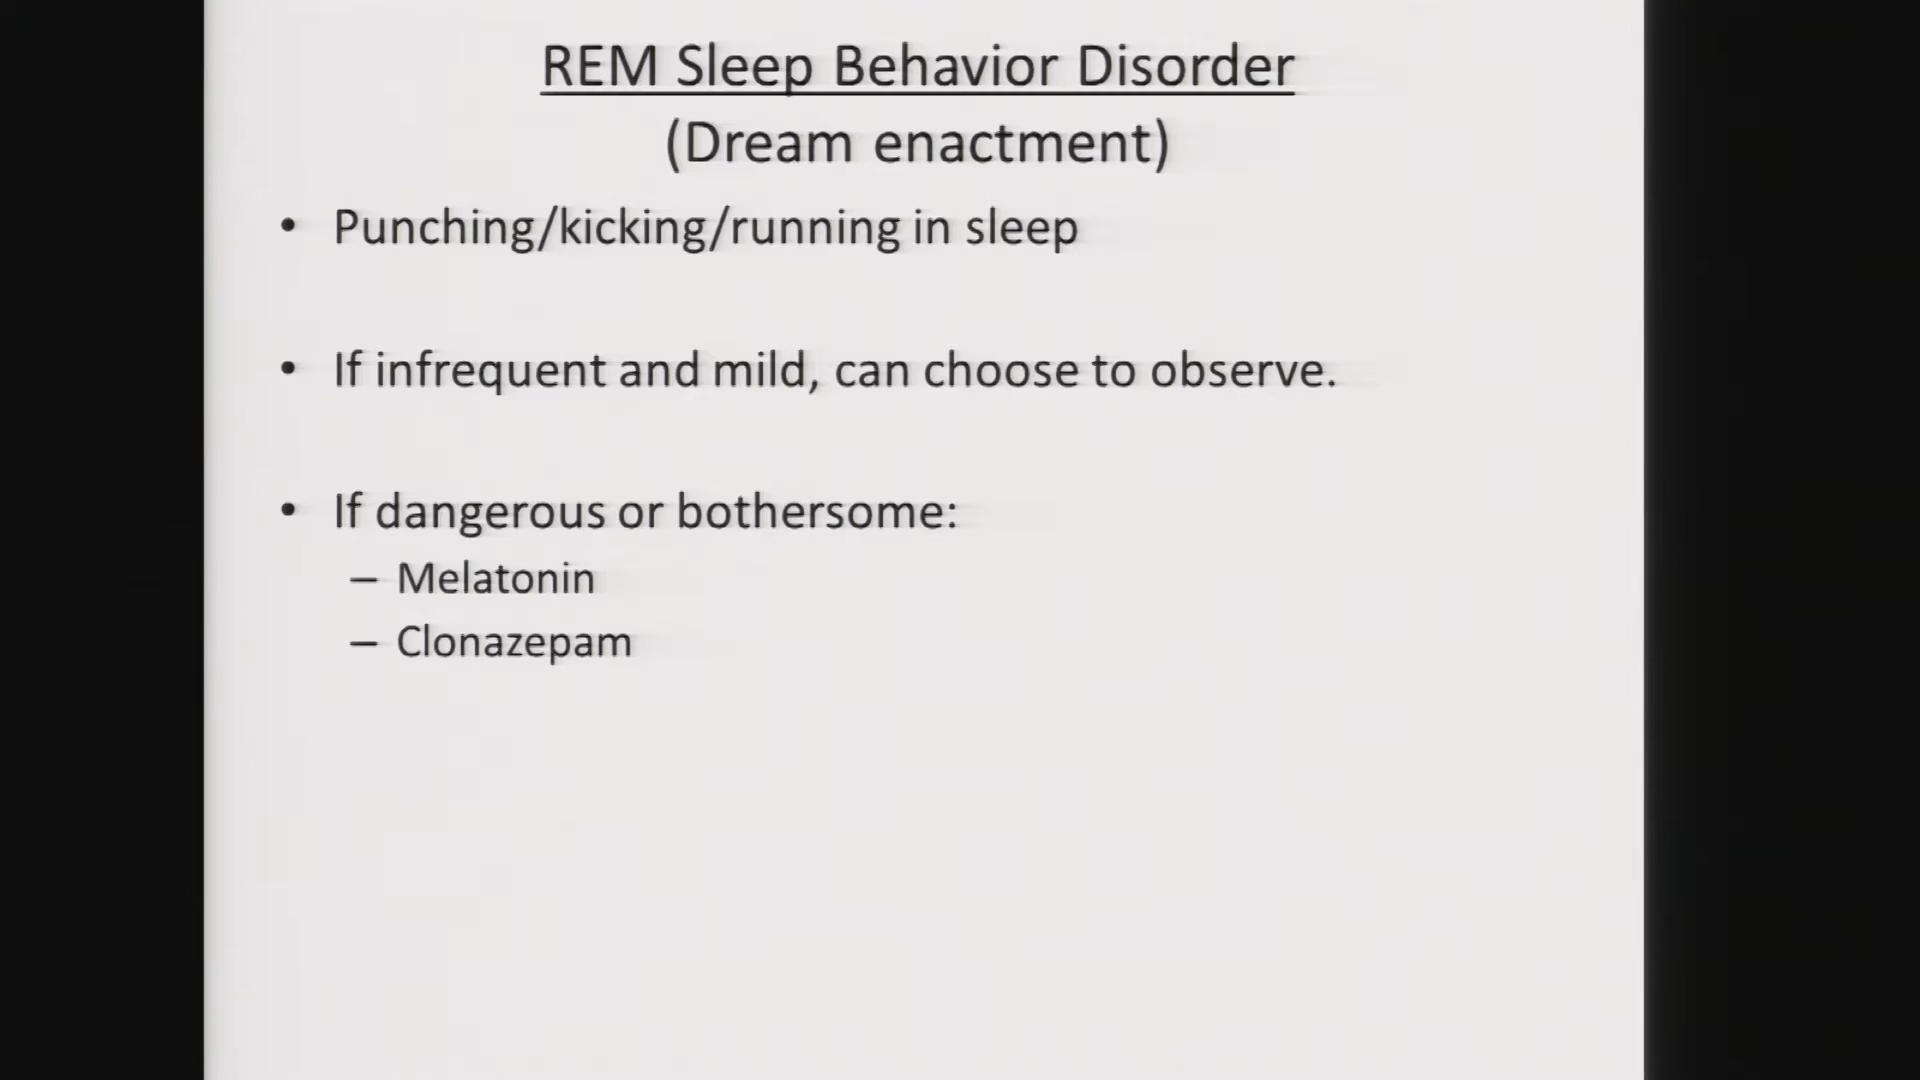 REM Sleep Behavior Disorder
(Dream enactment)
• Punching/kicking/running in sleep
• If infrequent and mild, can choose to observe.
• If dangerous or bothersome:
– Melatonin
– Clonazepam